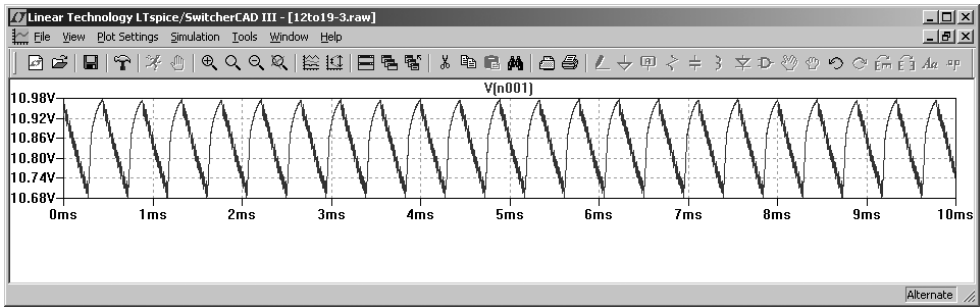 Linear Technology LTspice/SwitcherCAD III - [12to19-3.raw]
File View Plot Settings Simulation Tools Window Help
Aa .op
V(n001)
10.98V
10.92V
10.86V
10.80V
10.74V
10.68V
0ms 1ms 2ms 3ms 4ms 5ms 6ms 7ms 8ms 9ms 10ms
Alternate